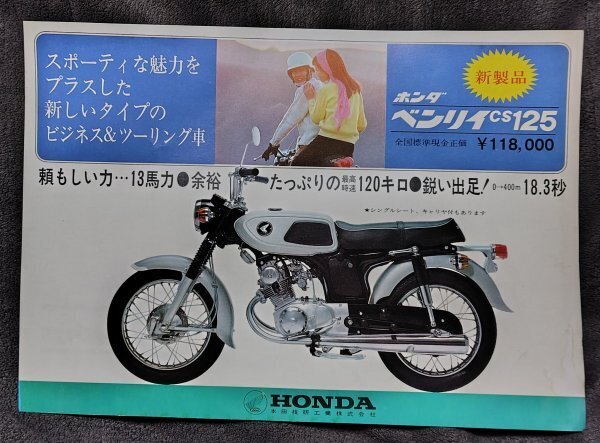 スポーティな魅力を
プラスした
新しいタイプの
ビジネス&ツーリング車
新製品
ホンダ
ベンリイCS125
全国標準現金正価 ¥118,000
頼もしい力…13馬力●余裕たっぷりの最高時速120キロ●鋭い出足!0→400m 18.3秒
★シングルシート、キャリヤ付もあります
HONDA
本田技研工業株式会社